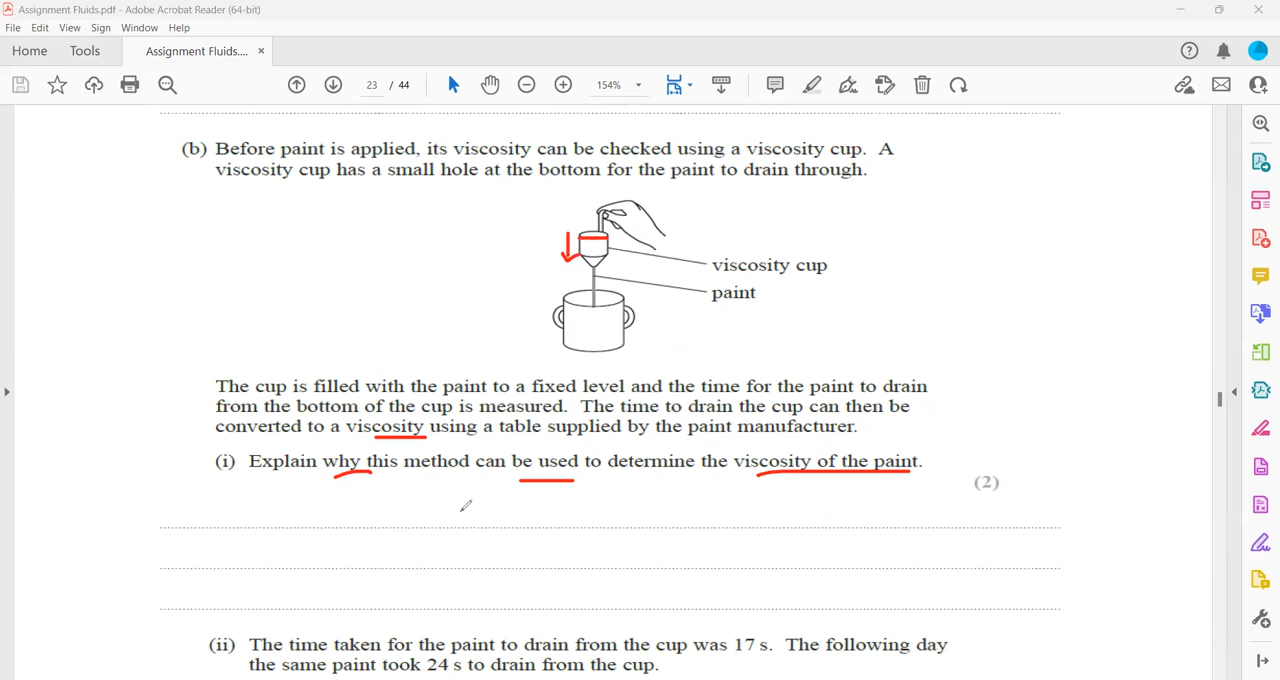 Assignment Fluids.pdf - Adobe Acrobat Reader (64-bit)
File Edit View Sign Window Help
Home Tools Assignment Fluids.... ×
23 / 44 154%
(b) Before paint is applied, its viscosity can be checked using a viscosity cup. A
viscosity cup has a small hole at the bottom for the paint to drain through.
viscosity cup
paint
The cup is filled with the paint to a fixed level and the time for the paint to drain
from the bottom of the cup is measured. The time to drain the cup can then be
converted to a viscosity using a table supplied by the paint manufacturer.
(i) Explain why this method can be used to determine the viscosity of the paint.
(2)
(ii) The time taken for the paint to drain from the cup was 17 s. The following day
the same paint took 24 s to drain from the cup.